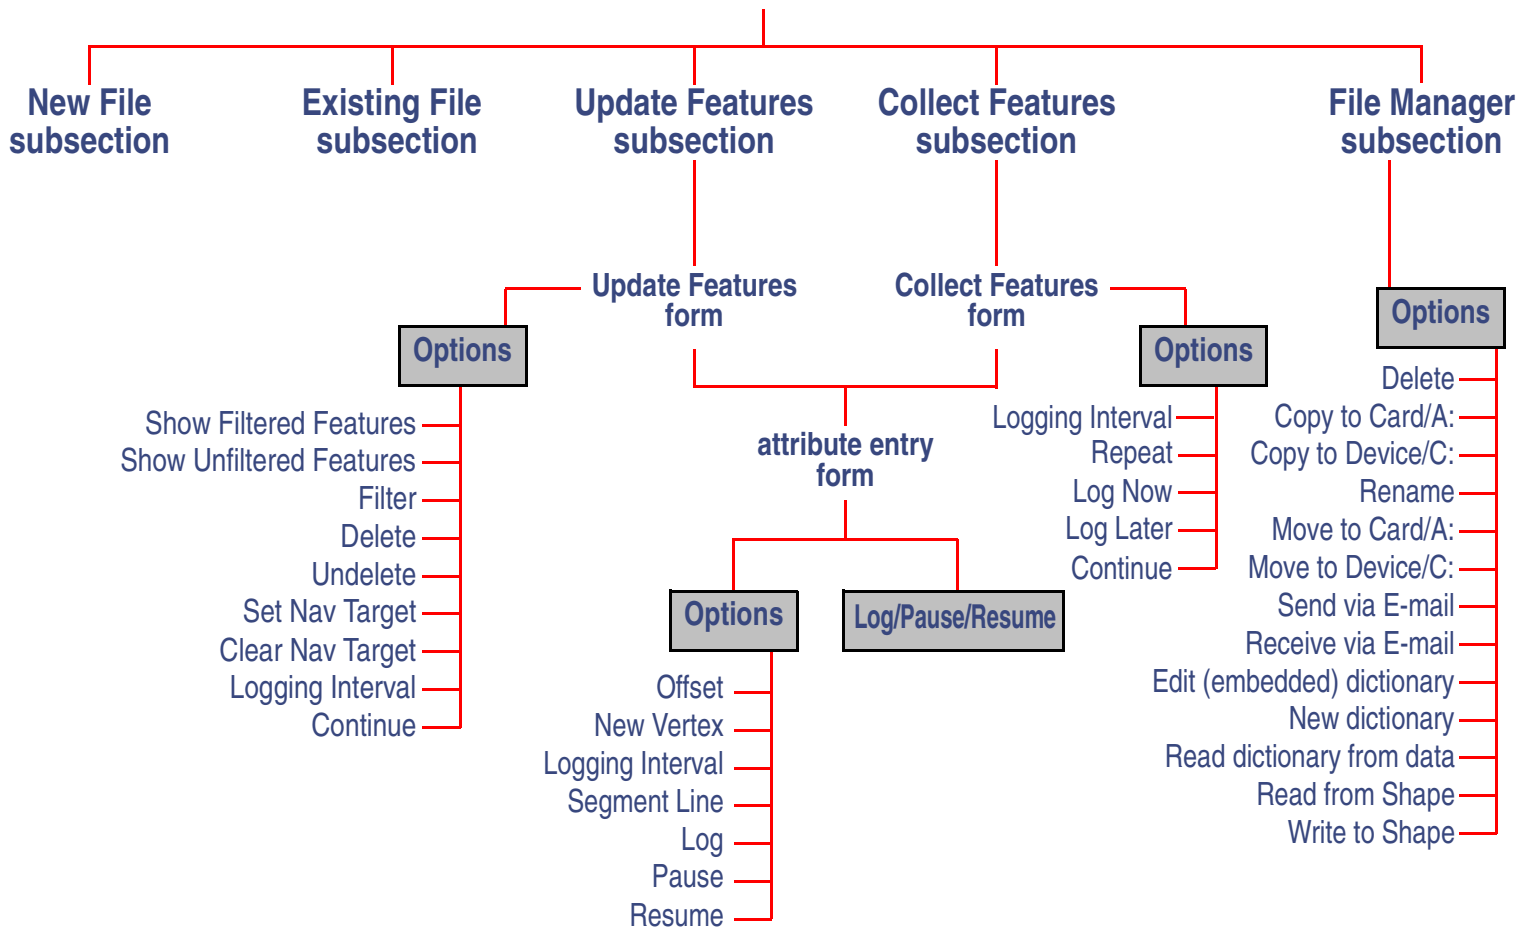 New File
subsection
Existing File
subsection
Update Features
subsection
Collect Features
subsection
File Manager
subsection
Update Features
form
Options
Show Filtered Features
Show Unfiltered Features
Filter
Delete
Undelete
Set Nav Target
Clear Nav Target
Logging Interval
Continue
Collect Features
form
Options
Logging Interval
Repeat
Log Now
Log Later
Continue
attribute entry
form
Options
Offset
New Vertex
Logging Interval
Segment Line
Log
Pause
Resume
Log/Pause/Resume
Options
Delete
Copy to Card/A:
Copy to Device/C:
Rename
Move to Card/A:
Move to Device/C:
Send via E-mail
Receive via E-mail
Edit (embedded) dictionary
New dictionary
Read dictionary from data
Read from Shape
Write to Shape